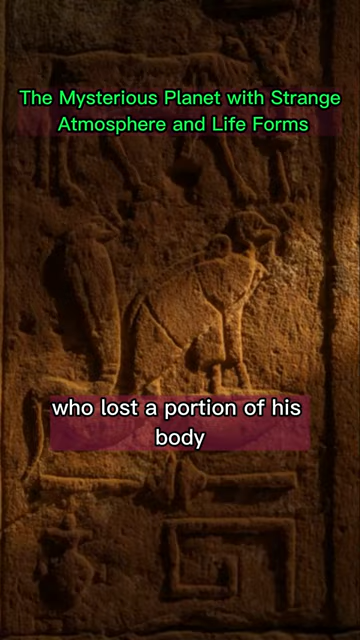 The Mysterious Planet with Strange
Atmosphere and Life Forms
who lost a portion of his
body